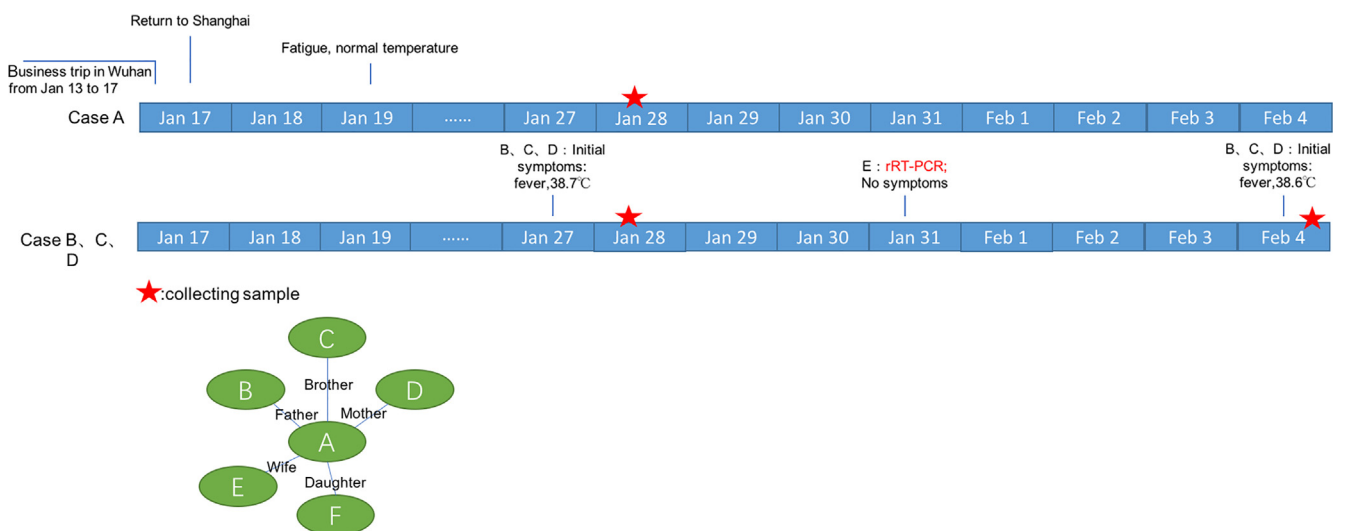 Return to Shanghai
Fatigue, normal temperature
Business trip in Wuhan
from Jan 13 to 17
Case A
Jan 17 Jan 18 Jan 19 ...... Jan 27 Jan 28 Jan 29 Jan 30 Jan 31 Feb 1 Feb 2 Feb 3 Feb 4
B、C、D：Initial
symptoms:
fever,38.7℃
E：rRT-PCR;
No symptoms
B、C、D：Initial
symptoms:
fever,38.6℃
Case B、C、
D
Jan 17 Jan 18 Jan 19 ...... Jan 27 Jan 28 Jan 29 Jan 30 Jan 31 Feb 1 Feb 2 Feb 3 Feb 4
:collecting sample
C
B
Brother
D
Father
Mother
A
Wife
E
Daughter
F